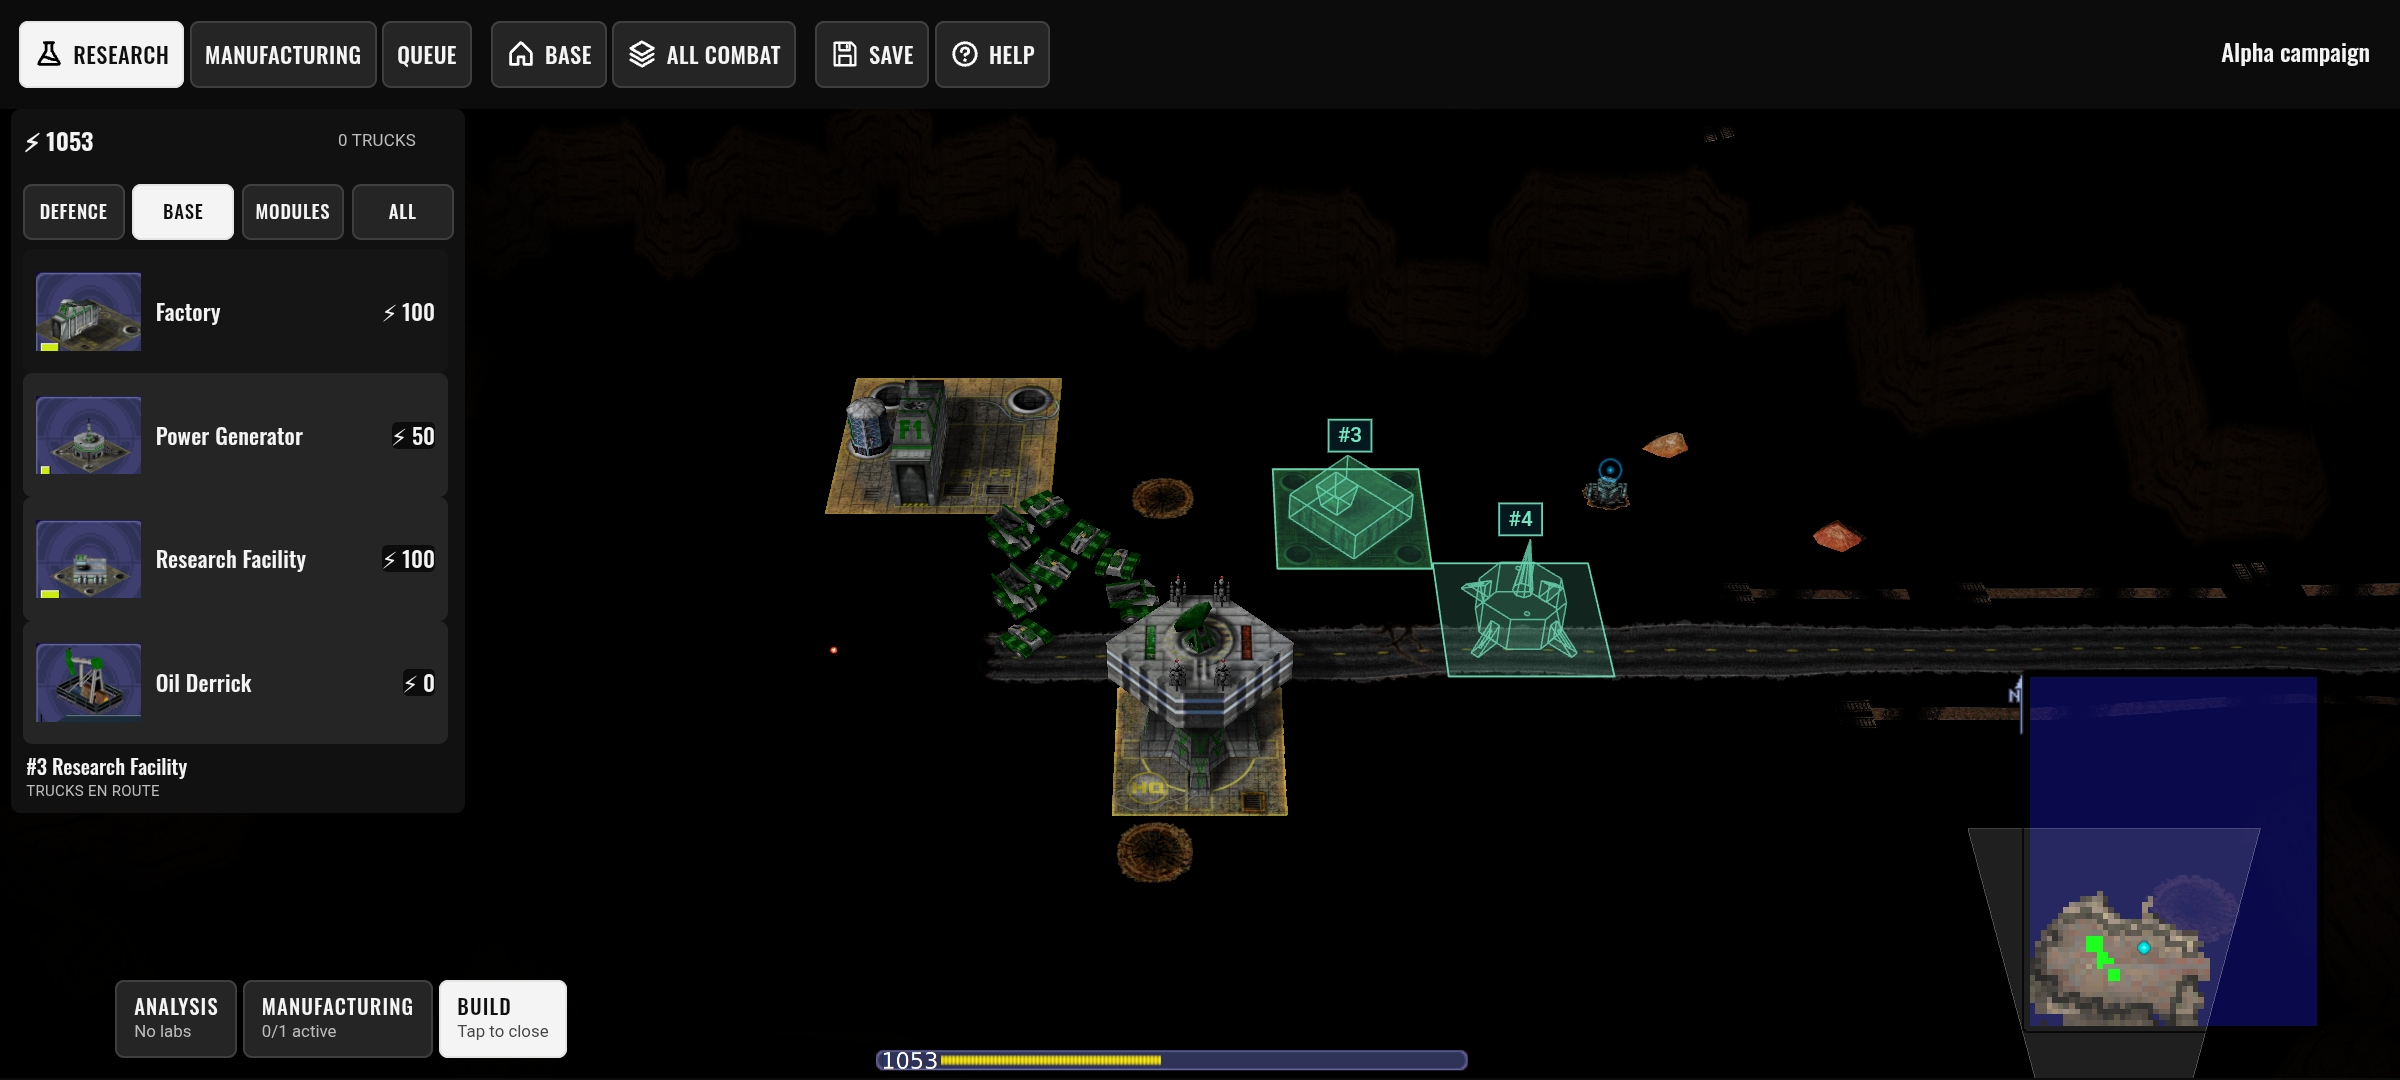 RESEARCH
MANUFACTURING
QUEUE
BASE
ALL COMBAT
SAVE
HELP
Alpha campaign
1053
0 TRUCKS
DEFENCE
BASE
MODULES
ALL
Factory
100
Power Generator
50
Research Facility
100
Oil Derrick
0
#3 Research Facility
TRUCKS EN ROUTE
F1
#3
#4
HQ
N
ANALYSIS
No labs
MANUFACTURING
0/1 active
BUILD
Tap to close
1053